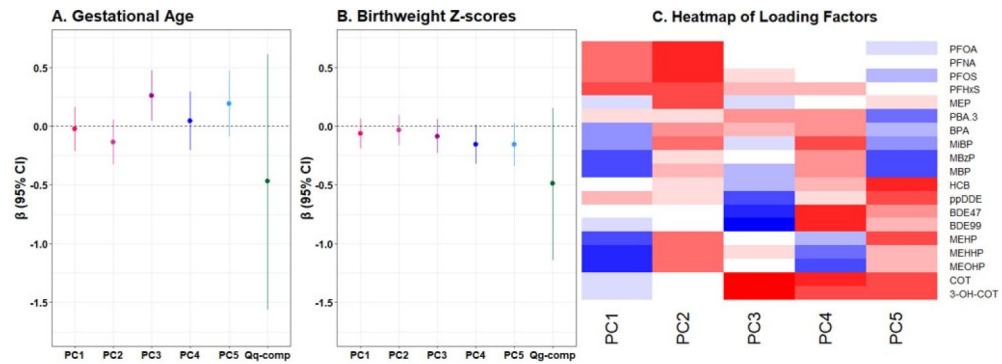 A. Gestational Age
β (95% CI)
0.5
0.0
-0.5
-1.0
-1.5
PC1 PC2 PC3 PC4 PC5 Qq-comp
B. Birthweight Z-scores
β (95% CI)
0.5
0.0
-0.5
-1.0
-1.5
PC1 PC2 PC3 PC4 PC5 Qg-comp
C. Heatmap of Loading Factors
PFOA
PFNA
PFOS
PFHxS
MEP
PBA.3
BPA
MiBP
MBzP
MBP
HCB
ppDDE
BDE47
BDE99
MEHP
MEHHP
MEOHP
COT
3-OH-COT
PC1 PC2 PC3 PC4 PC5